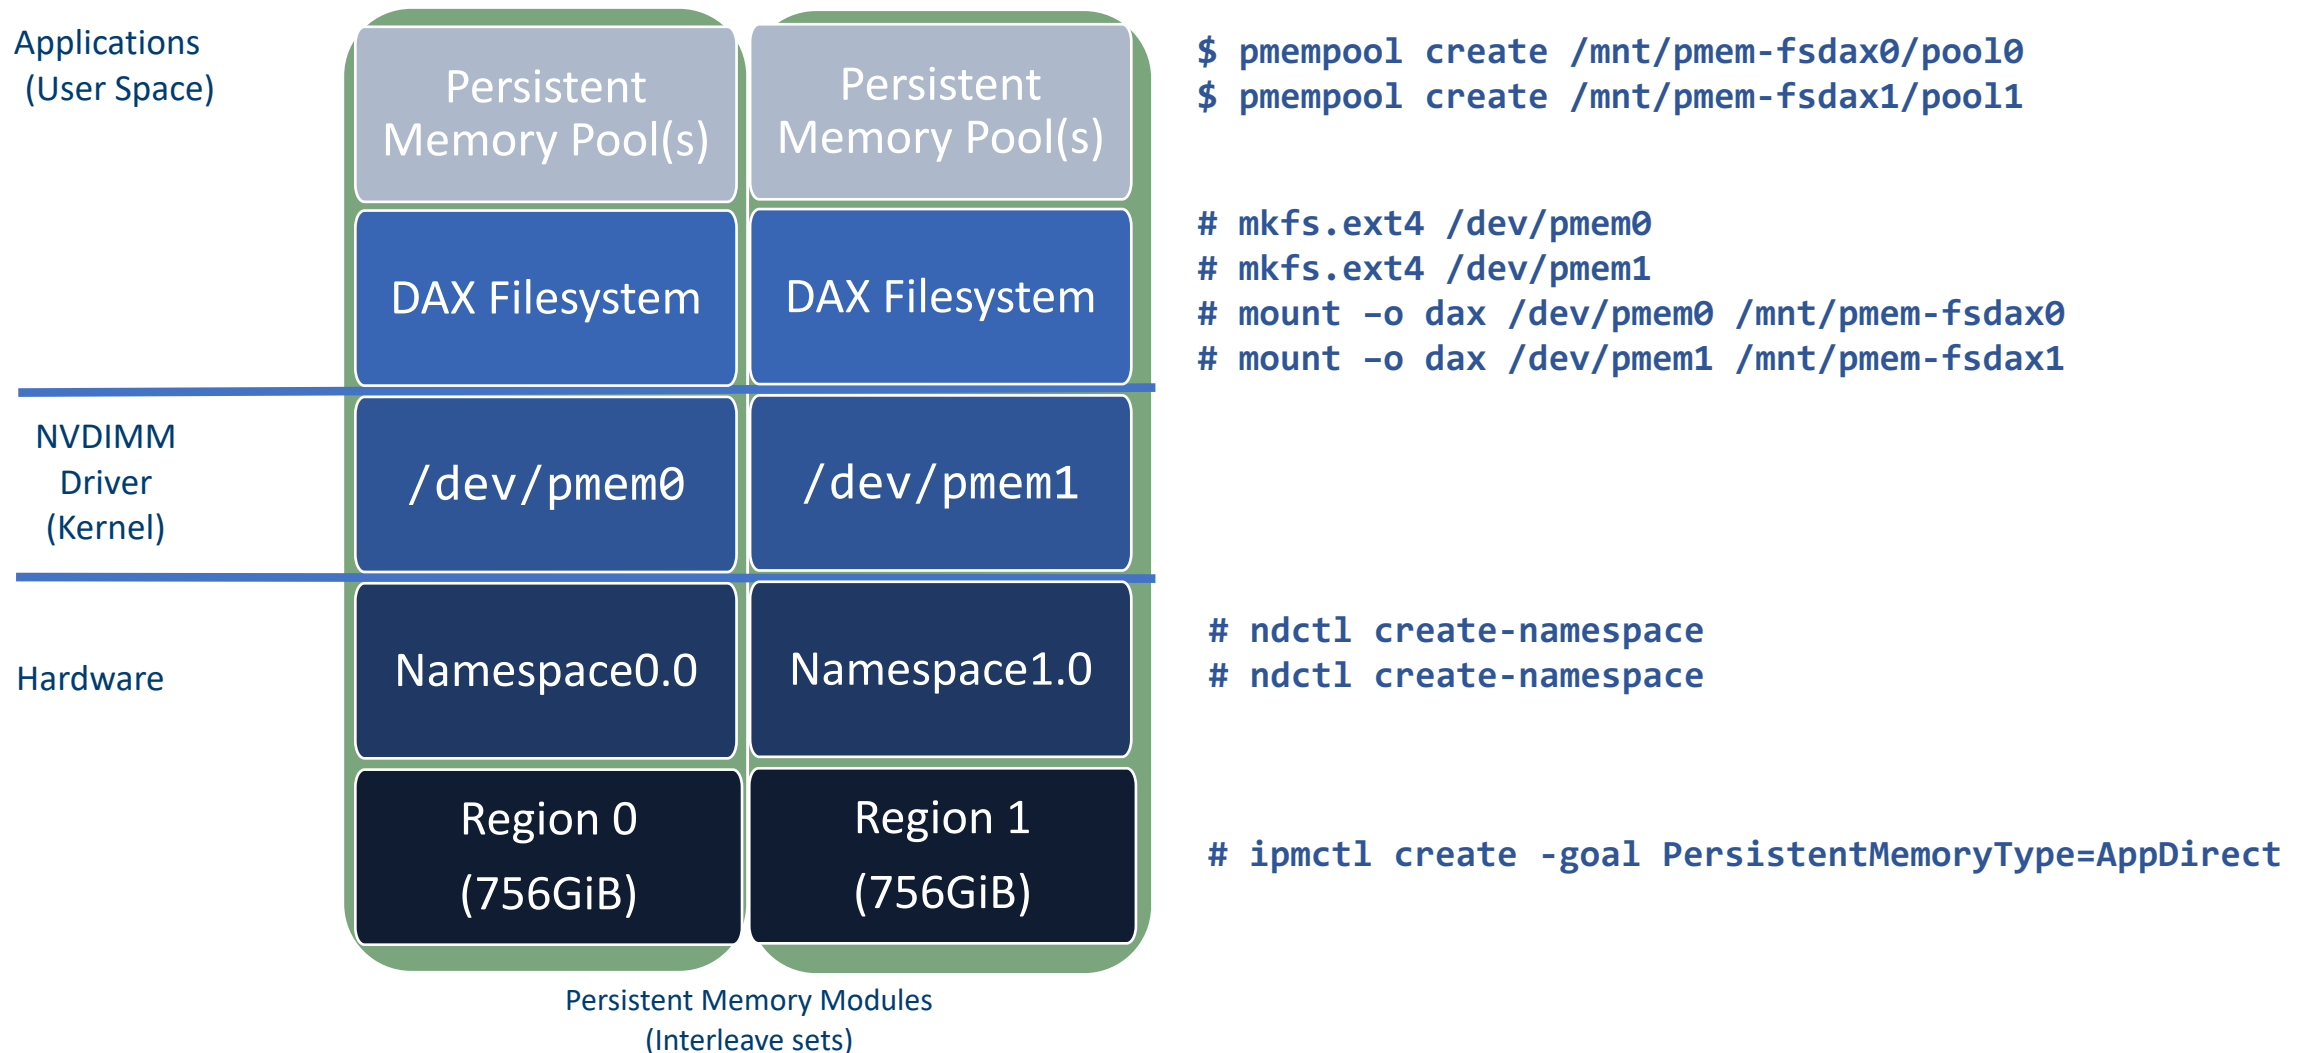 Applications
(User Space)
Persistent
Memory Pool(s)
Persistent
Memory Pool(s)
$ pmempool create /mnt/pmem-fsdax0/pool0
$ pmempool create /mnt/pmem-fsdax1/pool1
DAX Filesystem
DAX Filesystem
# mkfs.ext4 /dev/pmem0
# mkfs.ext4 /dev/pmem1
# mount –o dax /dev/pmem0 /mnt/pmem-fsdax0
# mount –o dax /dev/pmem1 /mnt/pmem-fsdax1
NVDIMM
Driver
(Kernel)
/dev/pmem0
/dev/pmem1
Hardware
Namespace0.0
Namespace1.0
# ndctl create-namespace
# ndctl create-namespace
Region 0
(756GiB)
Region 1
(756GiB)
# ipmctl create -goal PersistentMemoryType=AppDirect
Persistent Memory Modules
(Interleave sets)